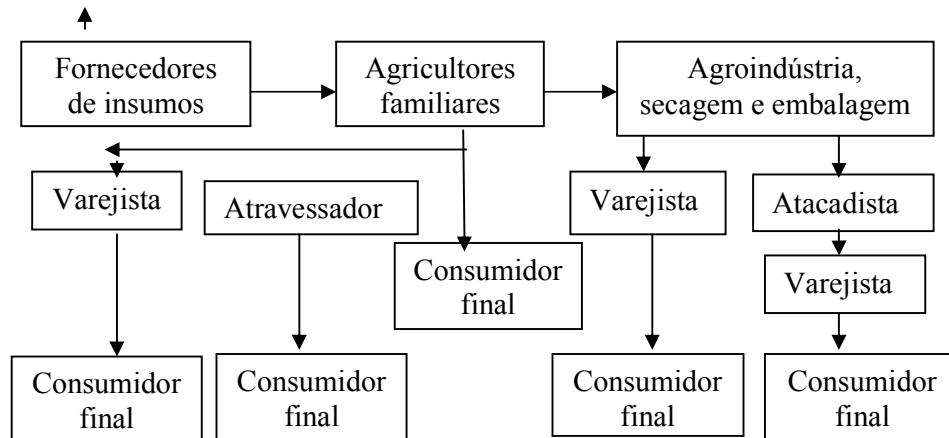 Fornecedores
de insumos
Agricultores
familiares
Agroindústria,
secagem e embalagem
Varejista
Atravessador
Varejista
Atacadista
Consumidor
final
Varejista
Consumidor
final
Consumidor
final
Consumidor
final
Consumidor
final